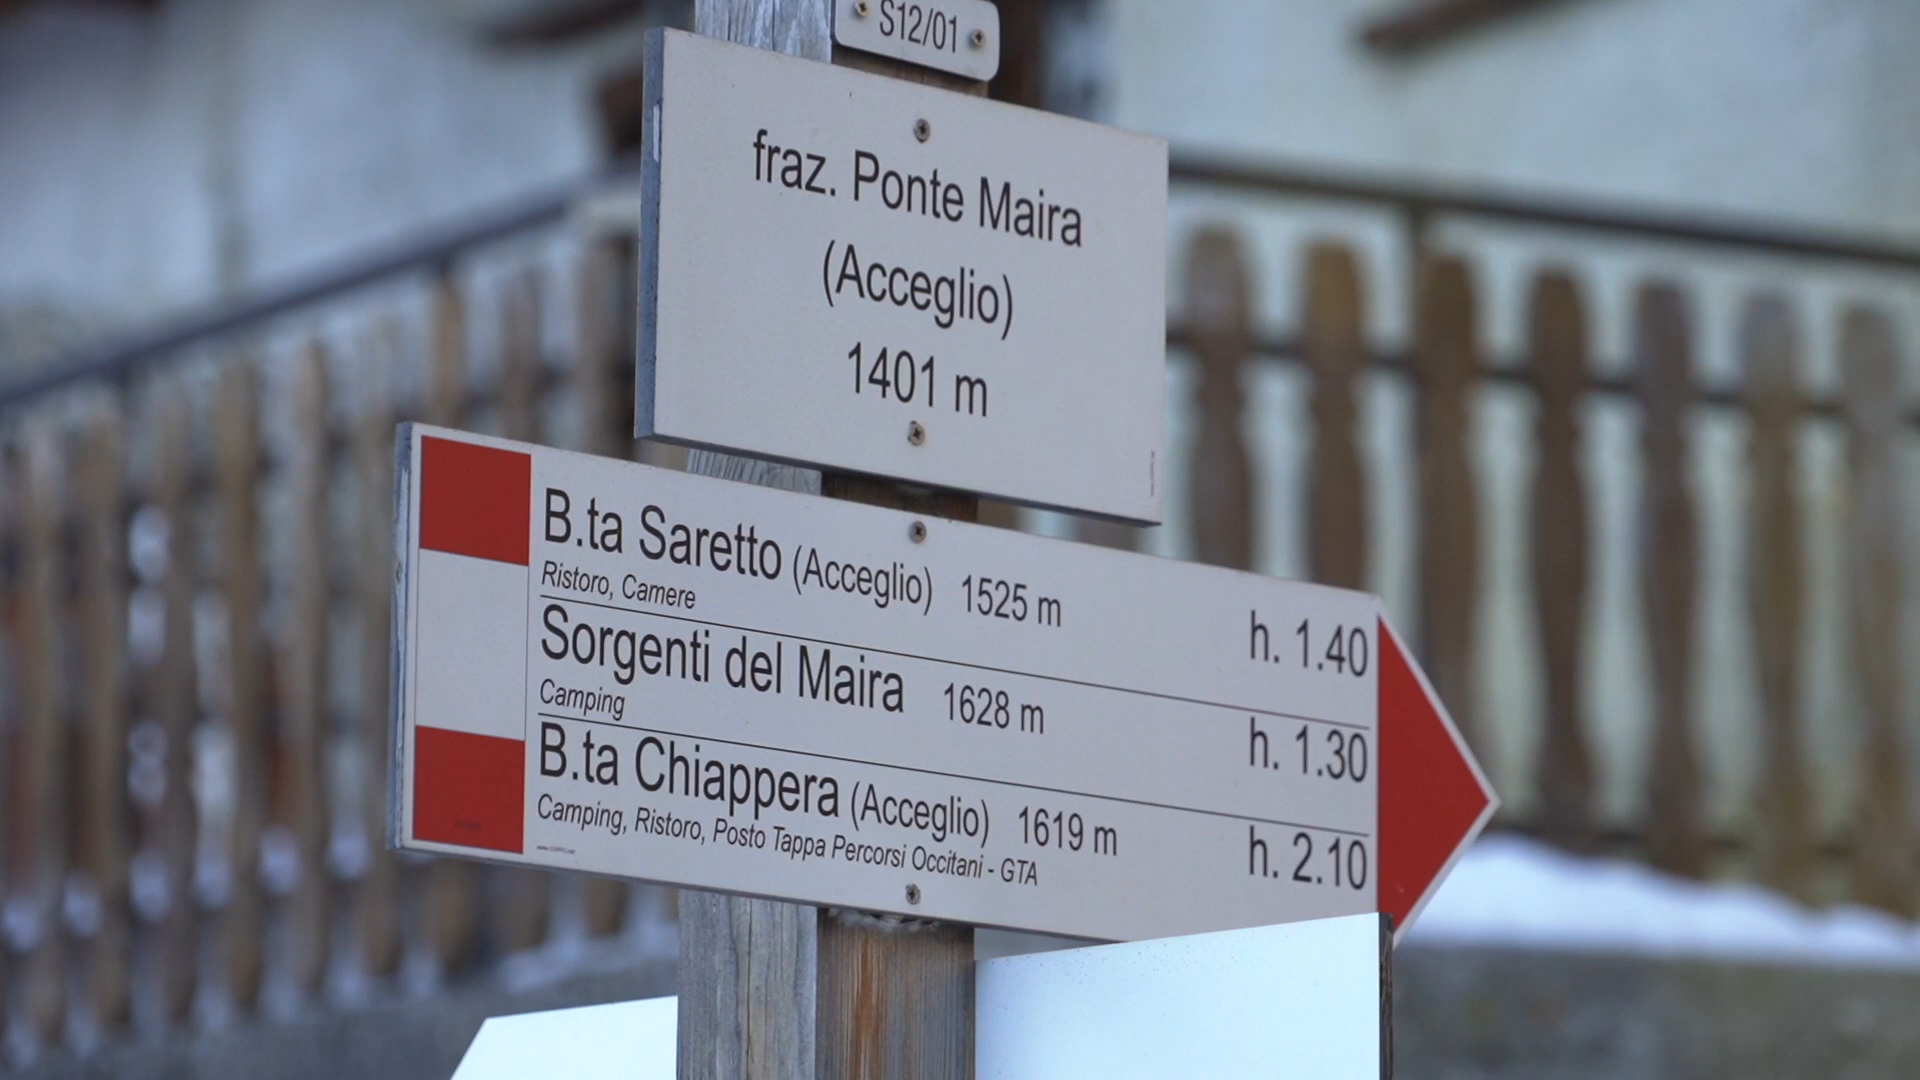 S12/01
fraz. Ponte Maira
(Acceglio)
1401 m
B.ta Saretto (Acceglio) 1525 m h. 1.40
Ristoro, Camere
Sorgenti del Maira 1628 m h. 1.30
Camping
B.ta Chiappera (Acceglio) 1619 m h. 2.10
Camping, Ristoro, Posto Tappa Percorsi Occitani - GTA